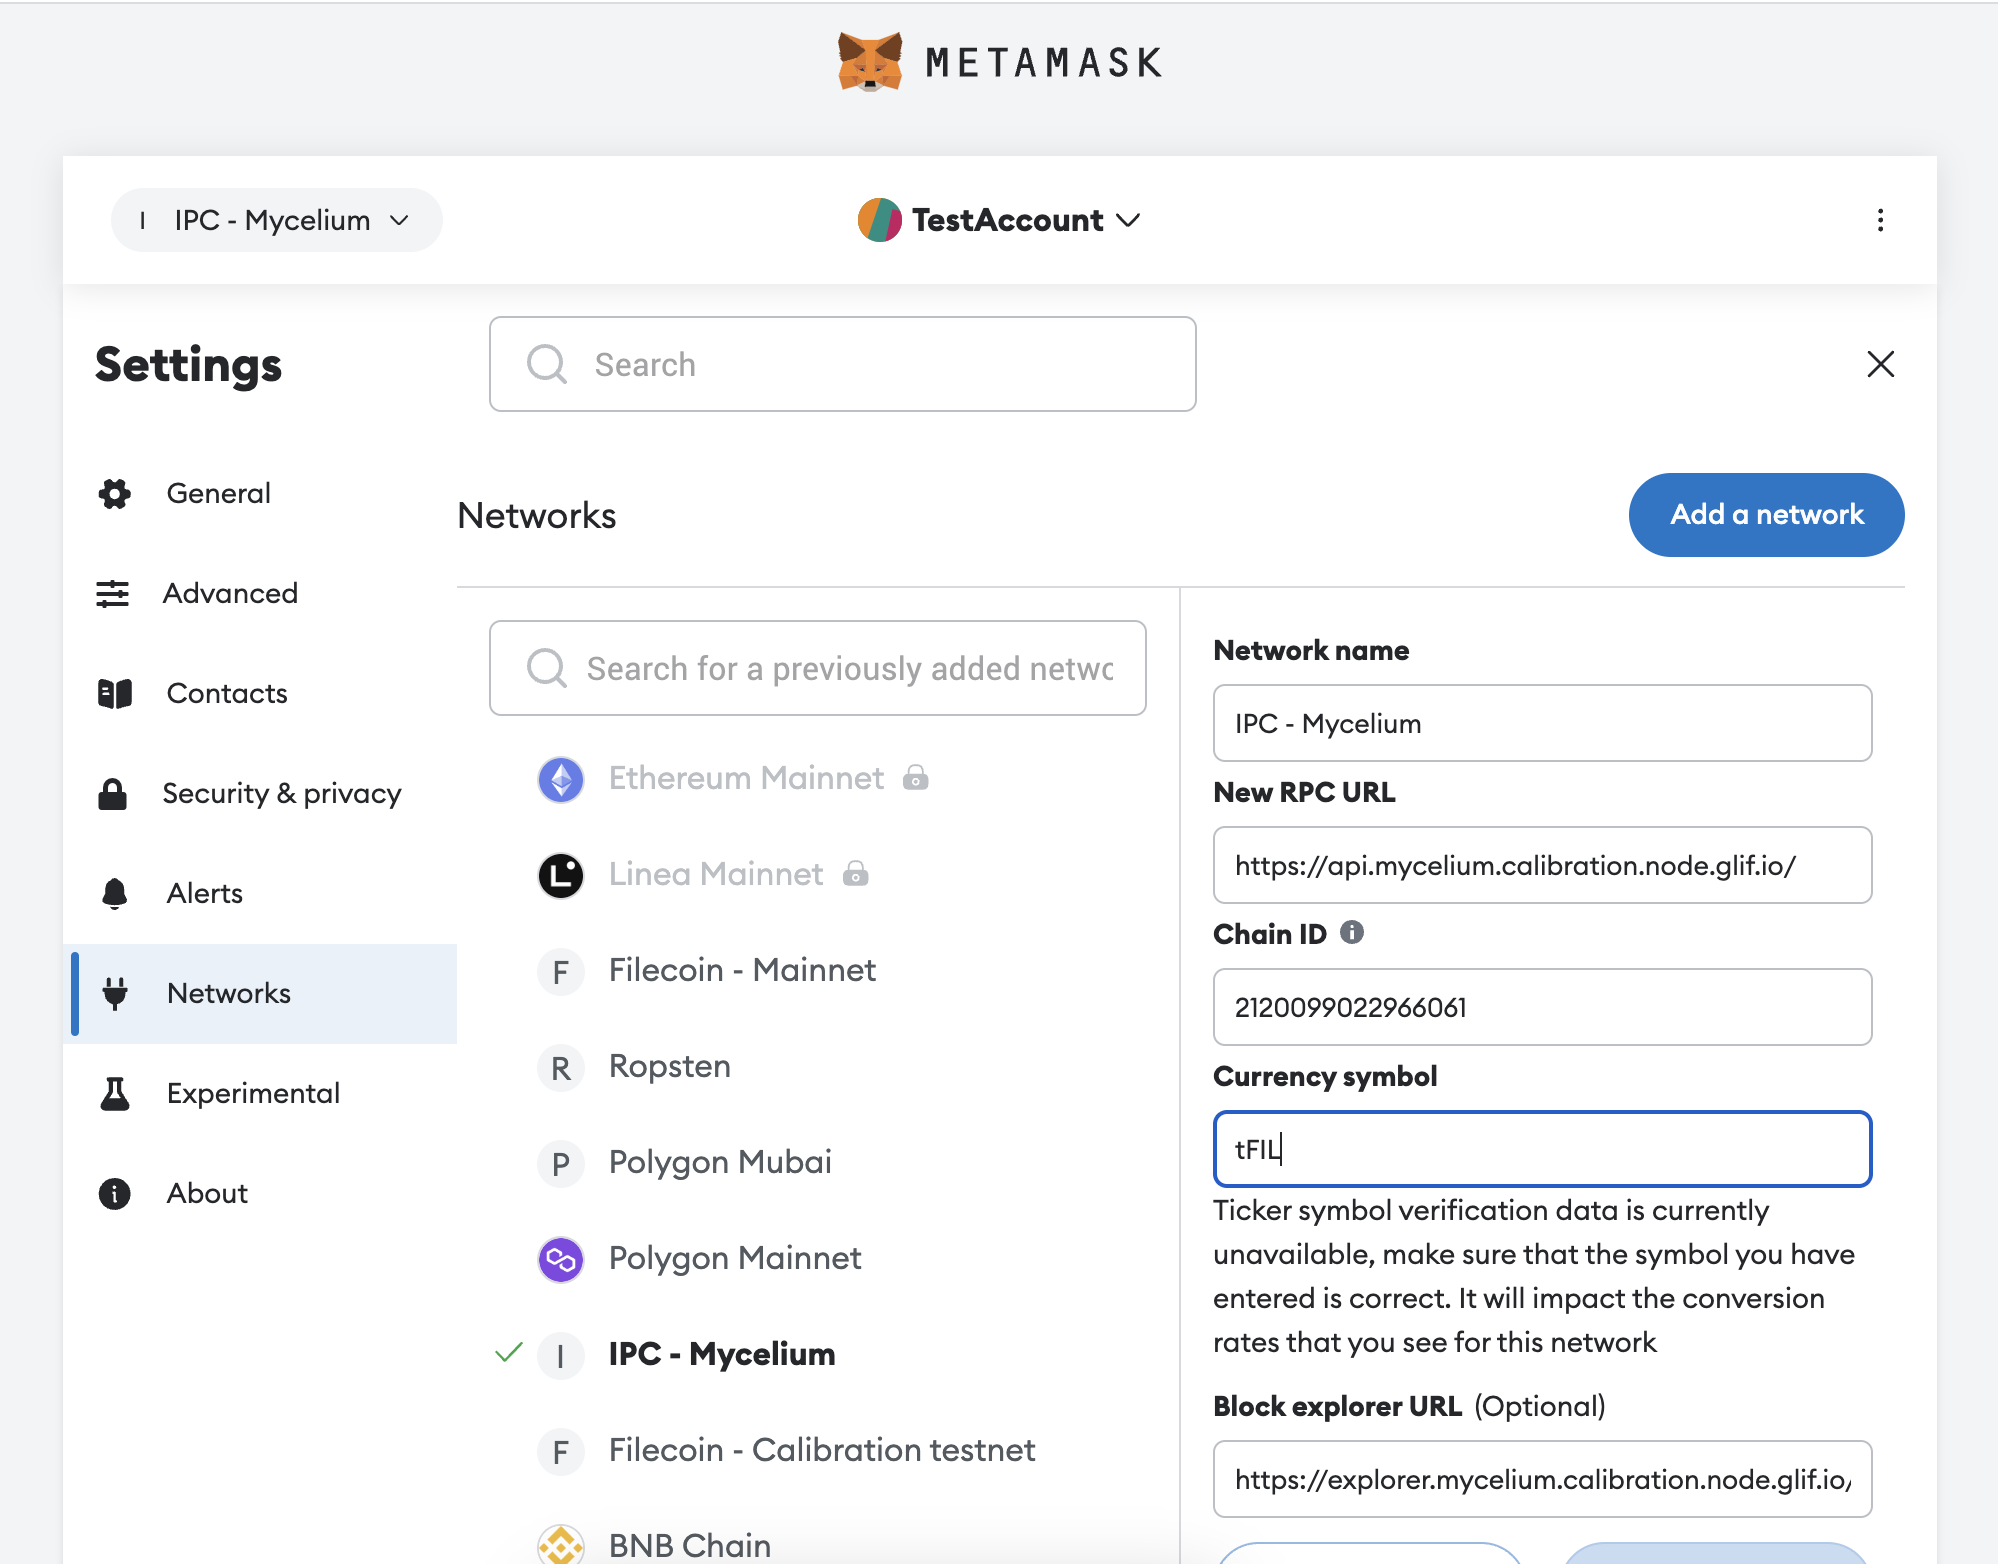 METAMASK
I IPC - Mycelium
TestAccount
Settings
Search
General
Advanced
Contacts
Security & privacy
Alerts
Networks
Experimental
About
Networks
Add a network
Search for a previously added netwo
Ethereum Mainnet
L Linea Mainnet
F Filecoin - Mainnet
R Ropsten
P Polygon Mubai
Polygon Mainnet
I IPC - Mycelium
F Filecoin - Calibration testnet
BNB Chain
Network name
IPC - Mycelium
New RPC URL
https://api.mycelium.calibration.node.glif.io/
Chain ID
2120099022966061
Currency symbol
tFIL
Ticker symbol verification data is currently
unavailable, make sure that the symbol you have
entered is correct. It will impact the conversion
rates that you see for this network
Block explorer URL (Optional)
https://explorer.mycelium.calibration.node.glif.io/